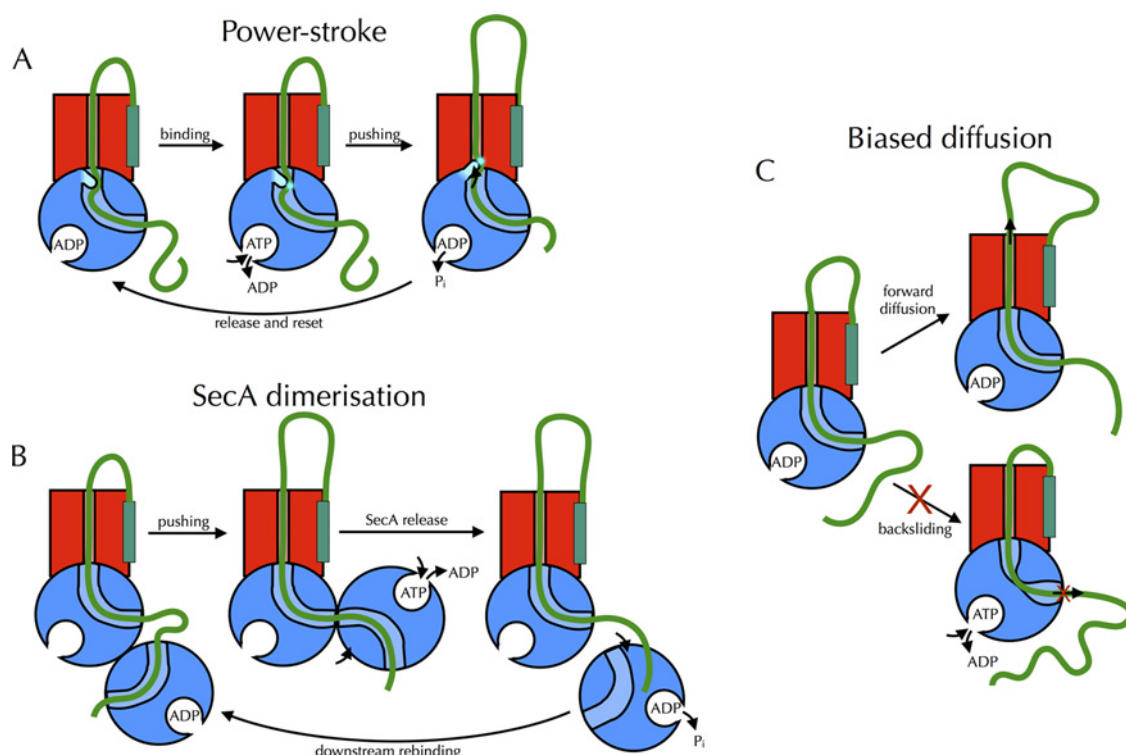 Power-stroke
A
binding
pushing
ADP
ATP
ADP
ADP
Pi
release and reset
SecA dimerisation
B
pushing
SecA release
ADP
ATP
ADP
ADP
Pi
downstream rebinding
Biased diffusion
C
forward
diffusion
ADP
ADP
X
backsliding
ATP
ADP